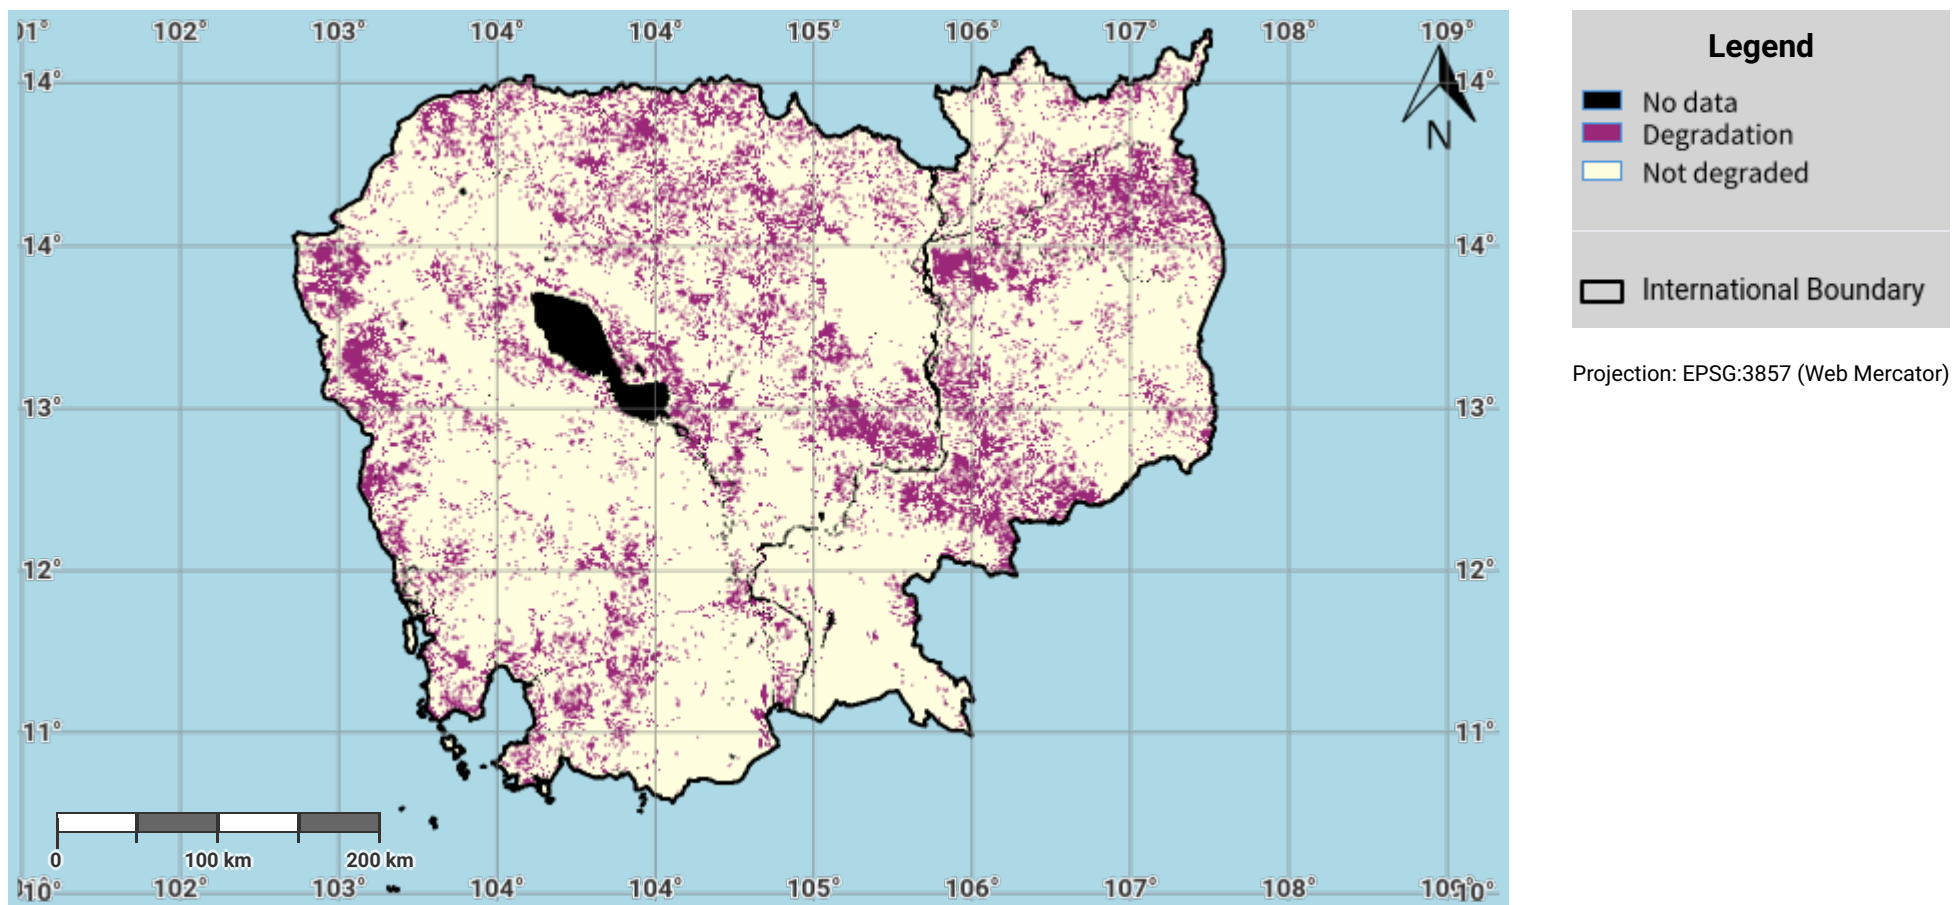 01° 102° 103° 104° 104° 105° 106° 107° 108° 109°
14° 14°
N
14° 14°
13° 13°
12° 12°
11° 11°
0 100 km 200 km
10° 102° 103° 104° 104° 105° 106° 107° 108° 10°
Legend
No data
Degradation
Not degraded
International Boundary
Projection: EPSG:3857 (Web Mercator)